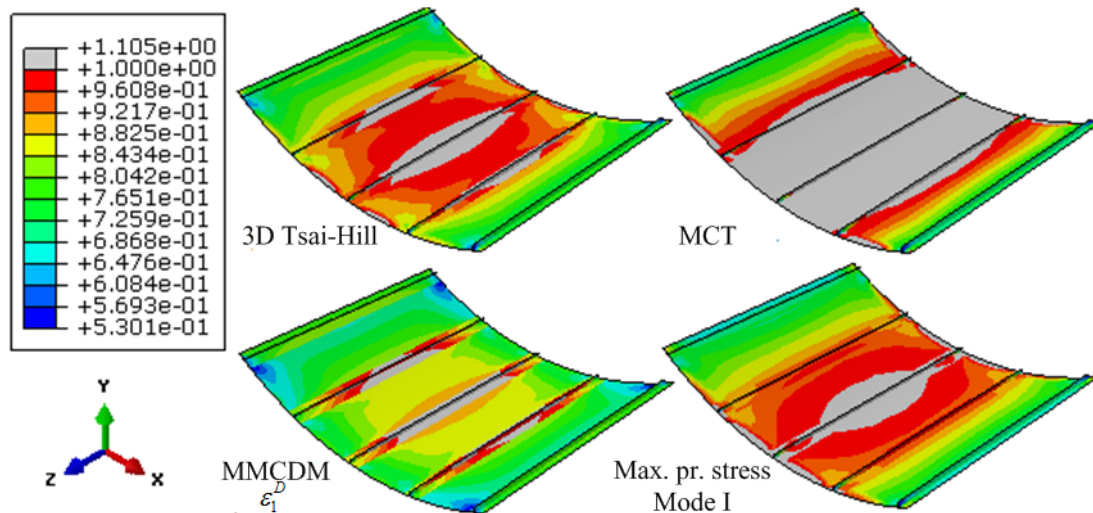 +1.105e+00
+1.000e+00
+9.608e-01
+9.217e-01
+8.825e-01
+8.434e-01
+8.042e-01
+7.651e-01
+7.259e-01
+6.868e-01
+6.476e-01
+6.084e-01
+5.693e-01
+5.301e-01
3D Tsai-Hill
MCT
Y
Z X
MMCDM
ε₁ᴰ
Max. pr. stress
Mode I